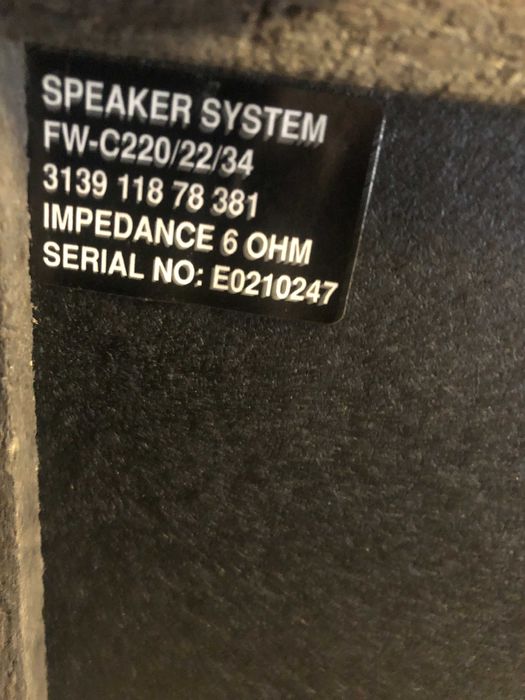 SPEAKER SYSTEM
FW-C220/22/34
3139 118 78 381
IMPEDANCE 6 OHM
SERIAL NO: E0210247